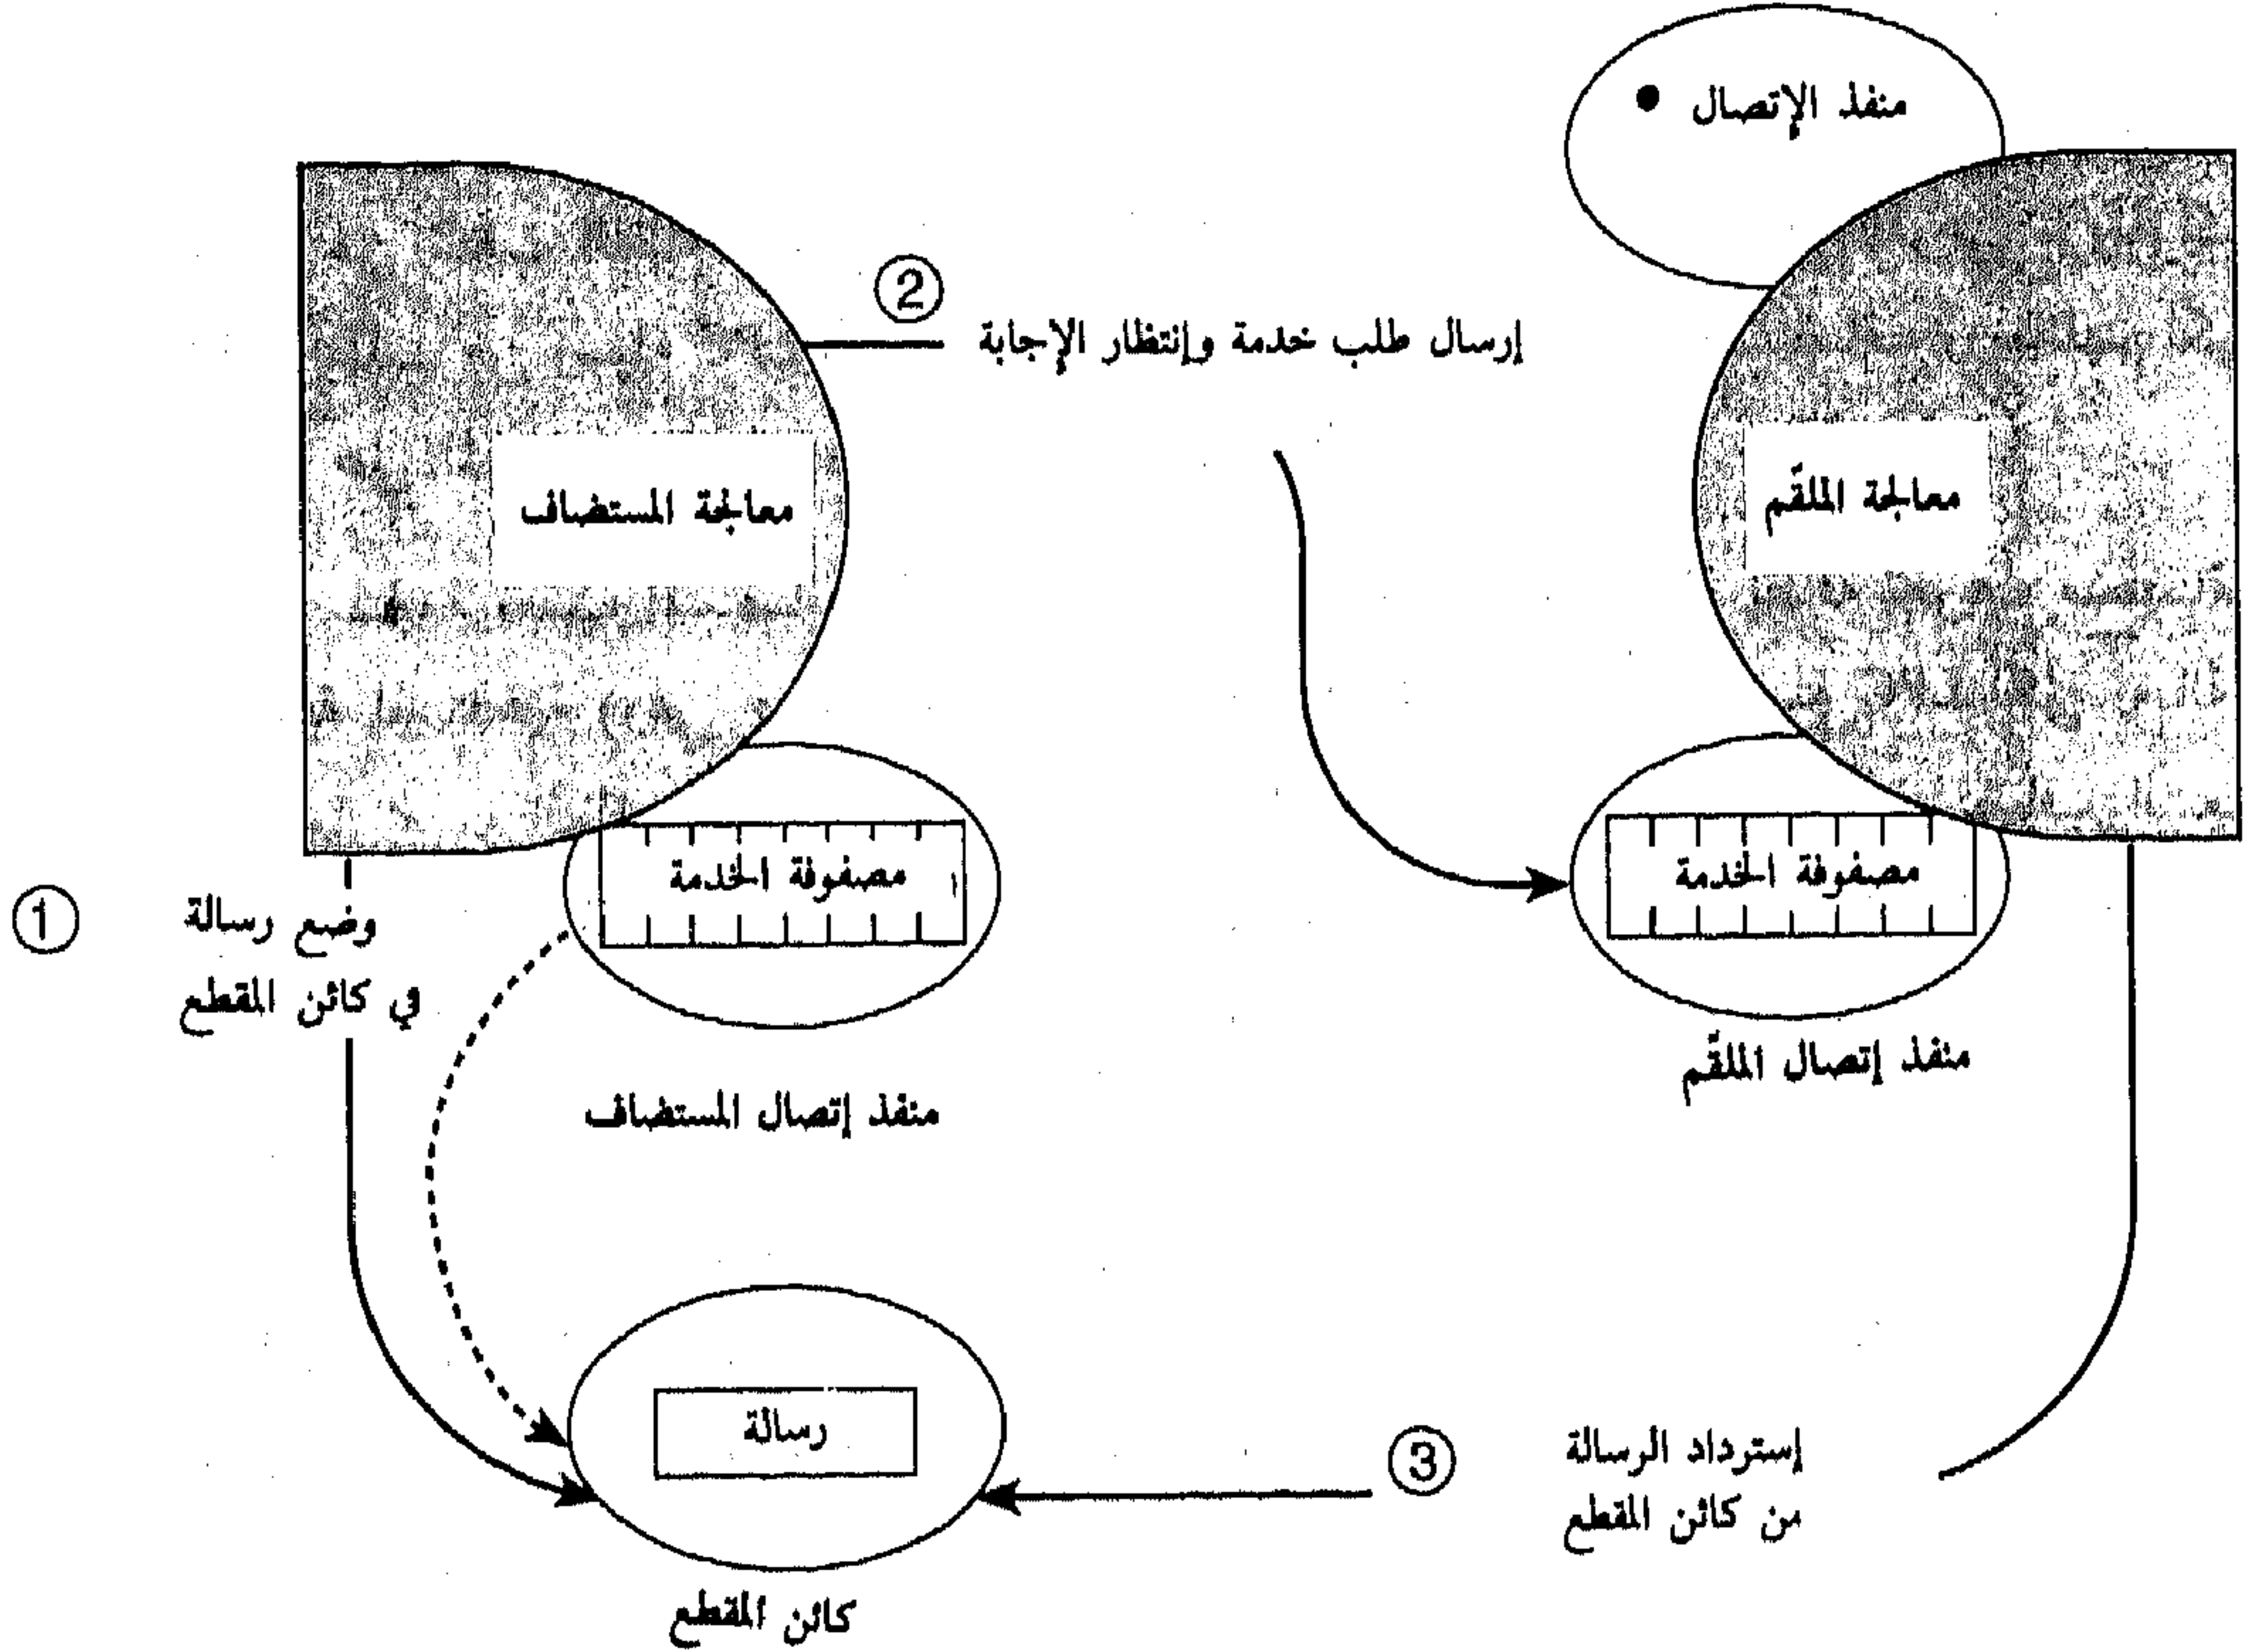 منفذ الإتصال
②
إرسال طلب خدمة وإنتظار الإجابة
معالجة الملقّم
معالجة المستضاف
مصفوفة الخدمة
مصفوفة الخدمة
①
وضع رسالة
في كائن المقطع
منفذ إتصال الملقّم
منفذ إتصال المستضاف
رسالة
③
إسترداد الرسالة
من كائن المقطع
كائن المقطع